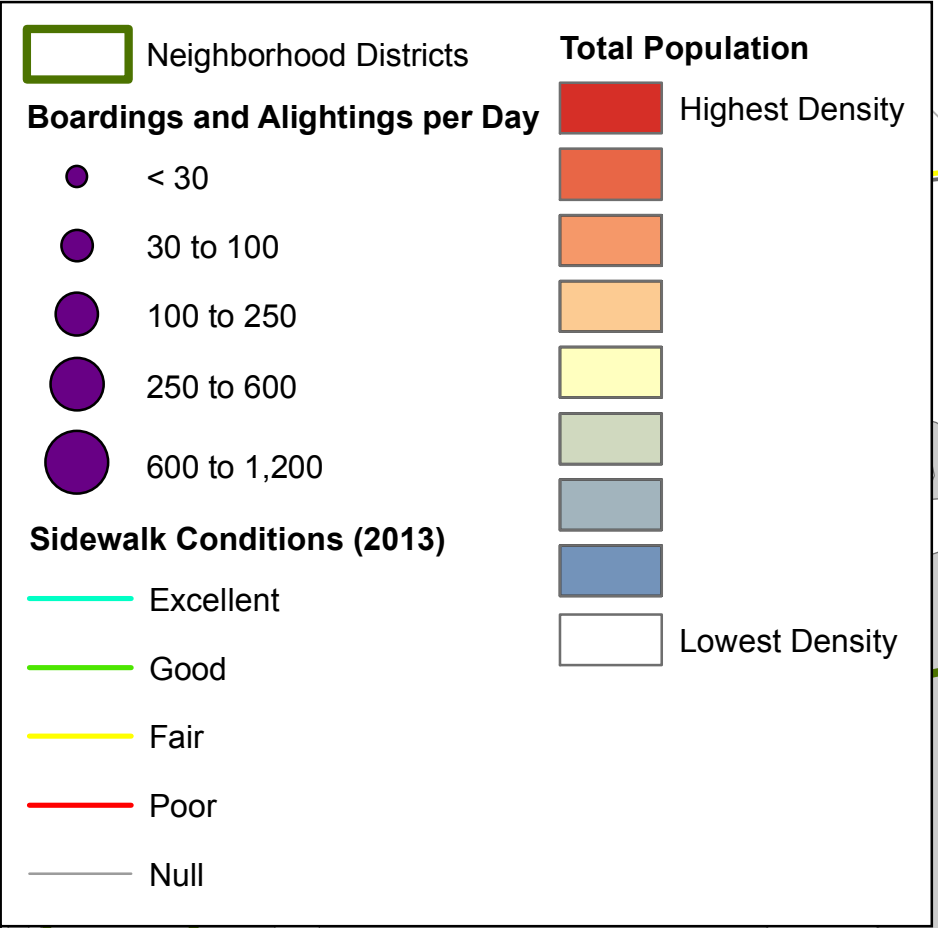 Neighborhood Districts
Boardings and Alightings per Day
< 30
30 to 100
100 to 250
250 to 600
600 to 1,200
Sidewalk Conditions (2013)
Excellent
Good
Fair
Poor
Null
Total Population
Highest Density
Lowest Density